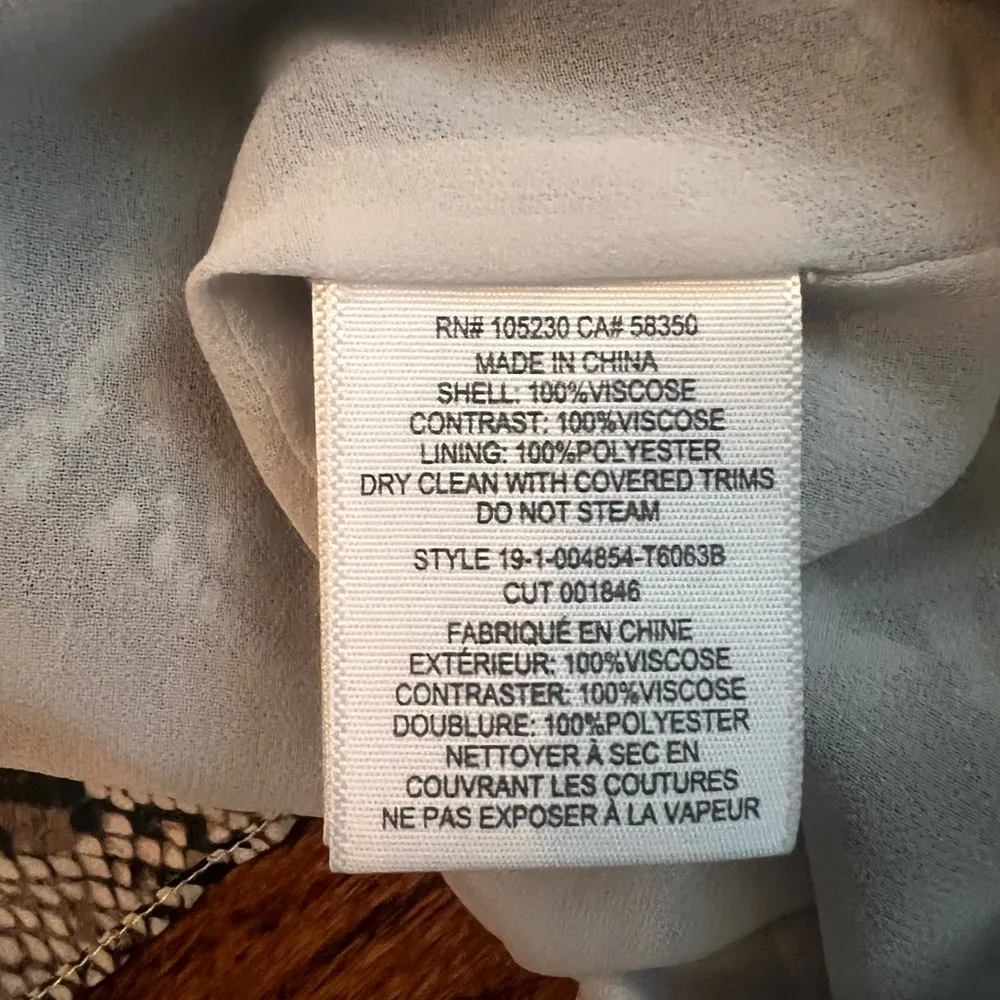 RN# 105230 CA# 58350
MADE IN CHINA
SHELL: 100%VISCOSE
CONTRAST: 100%VISCOSE
LINING: 100%POLYESTER
DRY CLEAN WITH COVERED TRIMS
DO NOT STEAM
STYLE 19-1-004854-T6063B
CUT 001846
FABRIQUÉ EN CHINE
EXTÉRIEUR: 100%VISCOSE
CONTRASTER: 100%VISCOSE
DOUBLURE: 100%POLYESTER
NETTOYER À SEC EN
COUVRANT LES COUTURES
NE PAS EXPOSER À LA VAPEUR